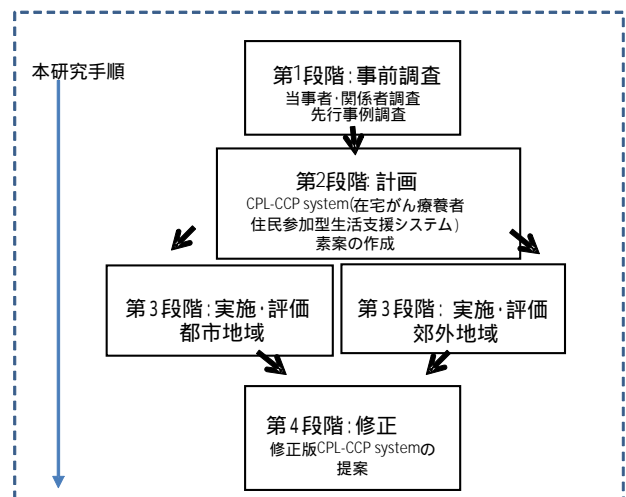 本研究手順
第1段階：事前調査
当事者・関係者調査
先行事例調査
第2段階：計画
CPL-CCP system(在宅がん療養者
住民参加型生活支援システム)
素案の作成
第３段階：実施・評価
都市地域
第３段階：実施・評価
郊外地域
第４段階：修正
修正版CPL-CCP systemの
提案